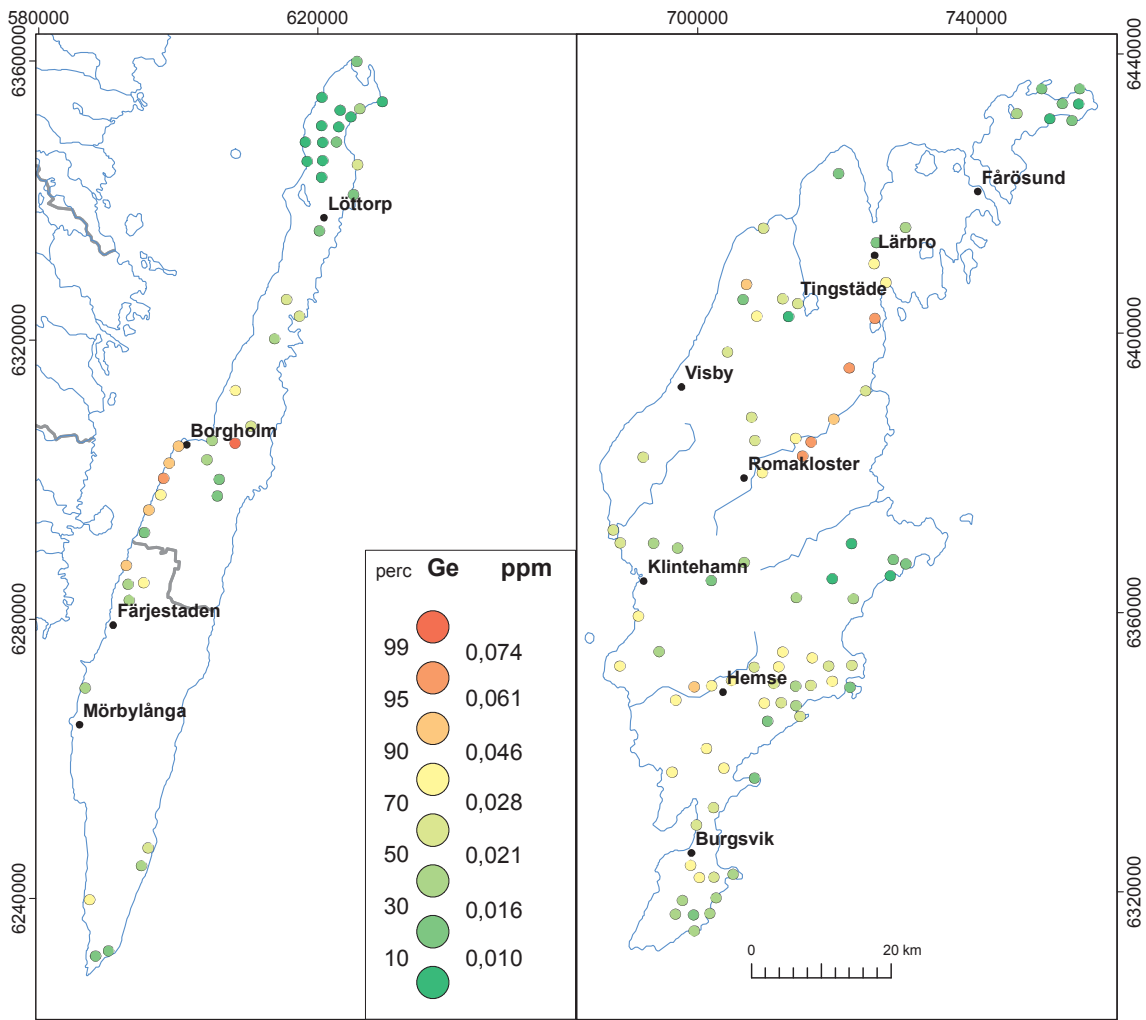 580000 620000 700000 740000
6360000
6440000
Fårösund
Löttorp
Lärbro
Tingstäde
6320000
6400000
Visby
Borgholm
Romakloster
perc Ge ppm
Klintehamn
6280000
Färjestaden
6360000
99 0,074
95 0,061
Hemse
Mörbylånga
90 0,046
70 0,028
50 0,021
Burgsvik
30 0,016
6240000
6320000
10 0,010
0 20 km